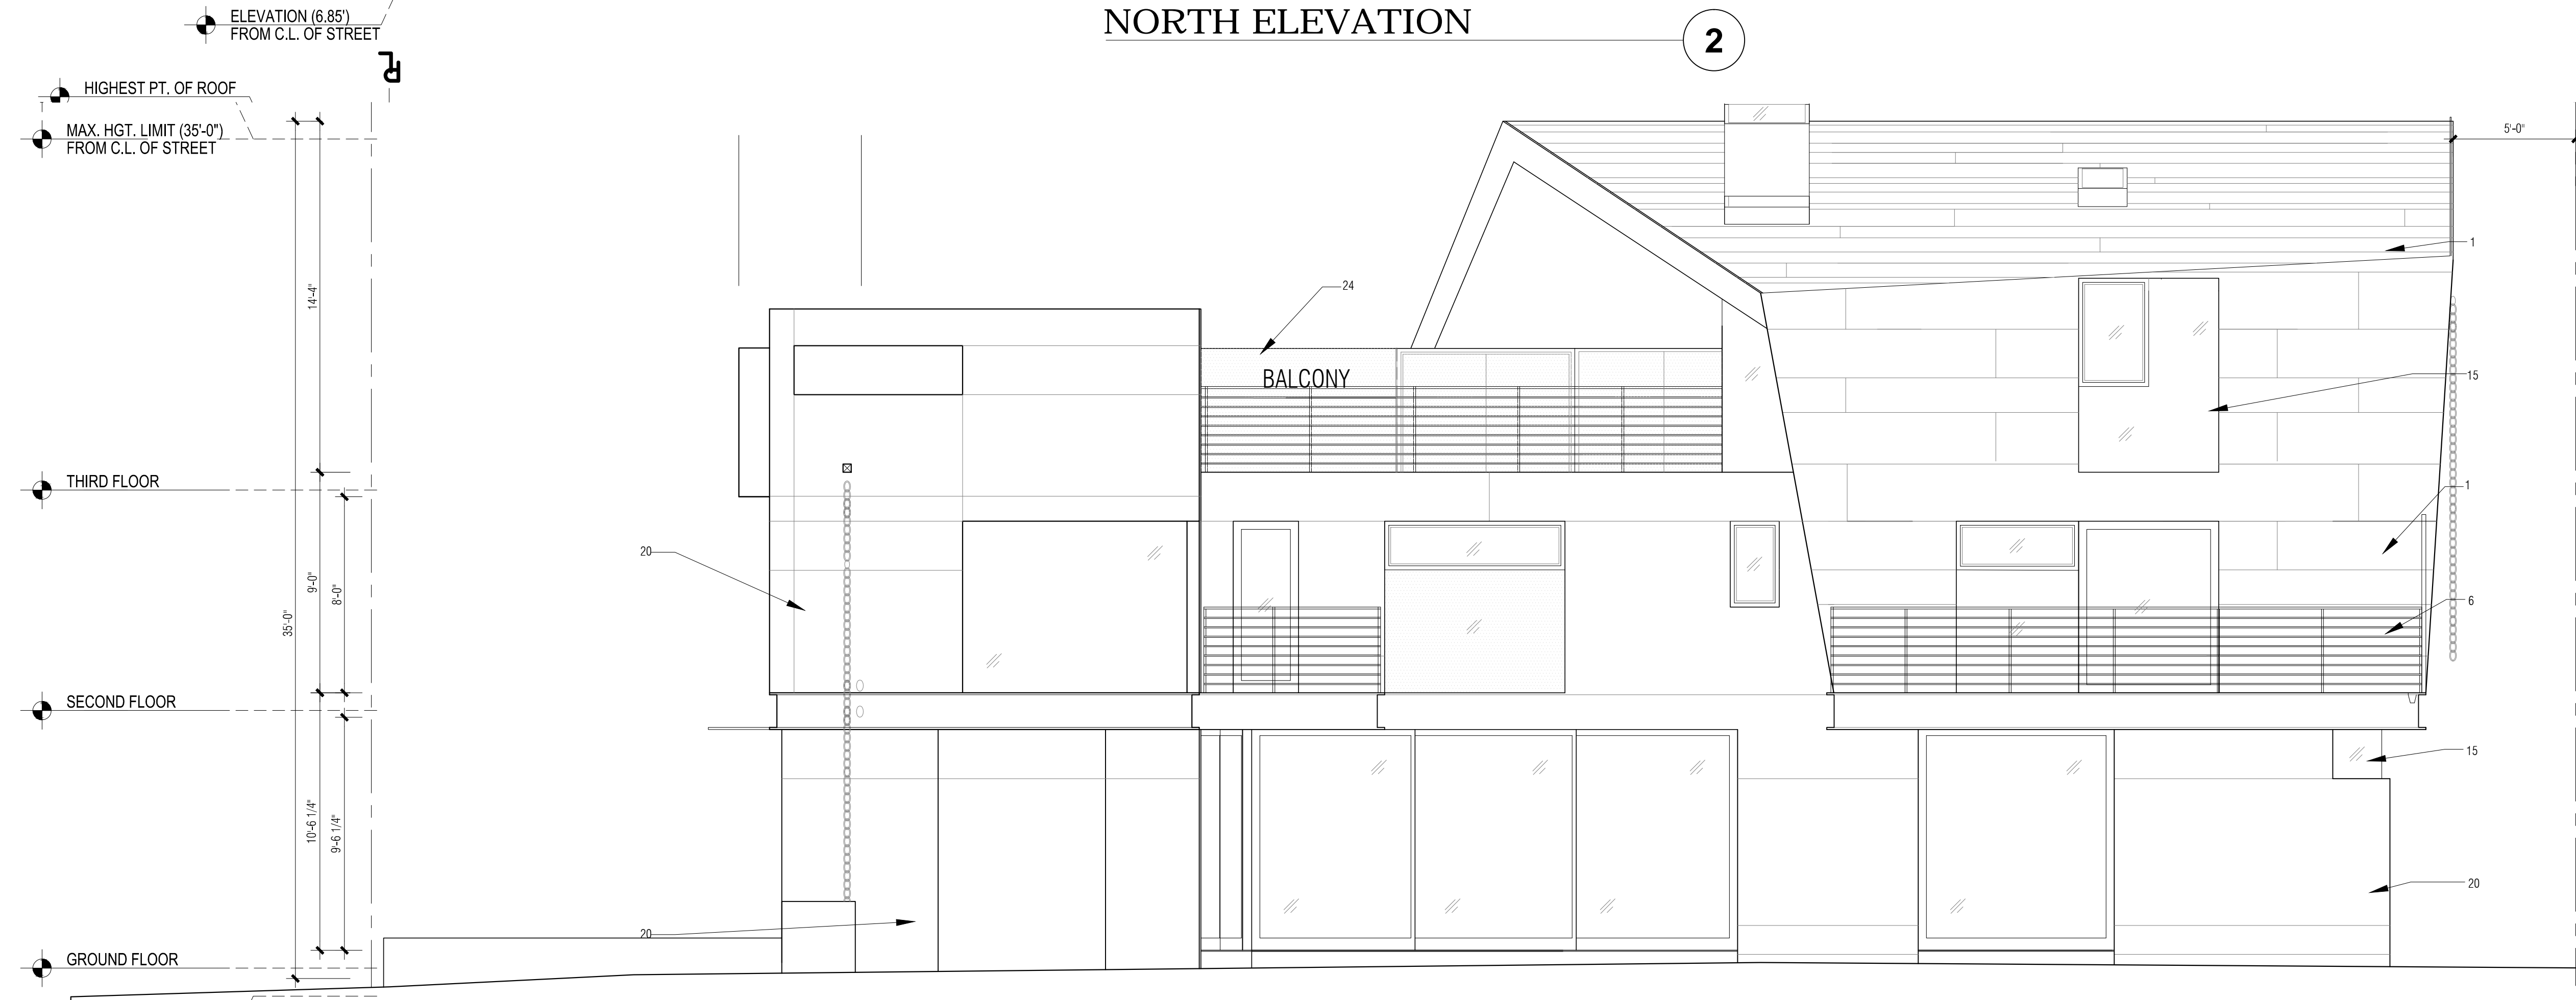 ELEVATION (6.85')
FROM C.L. OF STREET
NORTH ELEVATION
2
PL
HIGHEST PT. OF ROOF
MAX. HGT. LIMIT (35'-0")
FROM C.L. OF STREET
5'-0"
1
24
14'-4"
BALCONY
15
THIRD FLOOR
1
20
9'-0"
8'-0"
6
35'-0"
SECOND FLOOR
15
10'-6 1/4"
9'-6 1/4"
20
20
GROUND FLOOR